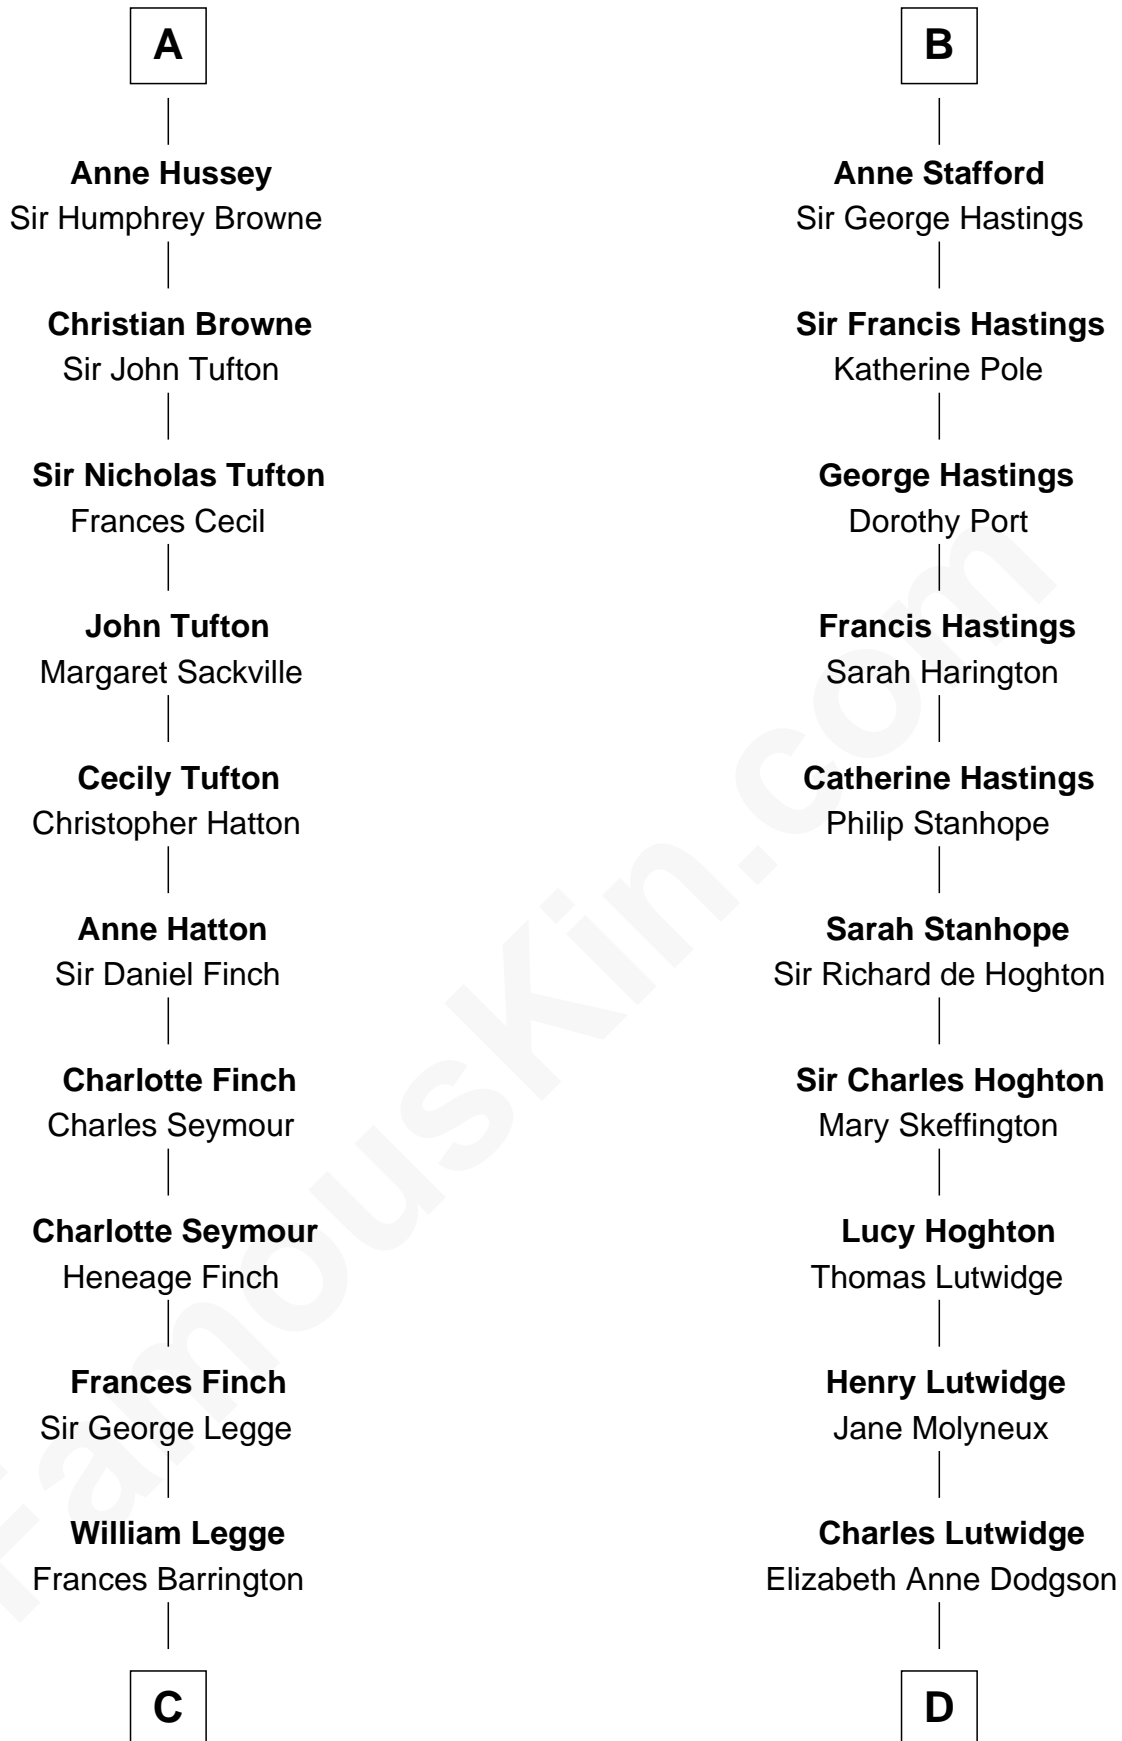 A
Anne Hussey
Sir Humphrey Browne
Christian Browne
Sir John Tufton
Sir Nicholas Tufton
Frances Cecil
John Tufton
Margaret Sackville
Cecily Tufton
Christopher Hatton
Anne Hatton
Sir Daniel Finch
Charlotte Finch
Charles Seymour
Charlotte Seymour
Heneage Finch
Frances Finch
Sir George Legge
William Legge
Frances Barrington
C
B
Anne Stafford
Sir George Hastings
Sir Francis Hastings
Katherine Pole
George Hastings
Dorothy Port
Francis Hastings
Sarah Harington
Catherine Hastings
Philip Stanhope
Sarah Stanhope
Sir Richard de Hoghton
Sir Charles Hoghton
Mary Skeffington
Lucy Hoghton
Thomas Lutwidge
Henry Lutwidge
Jane Molyneux
Charles Lutwidge
Elizabeth Anne Dodgson
D
FamousKin.com